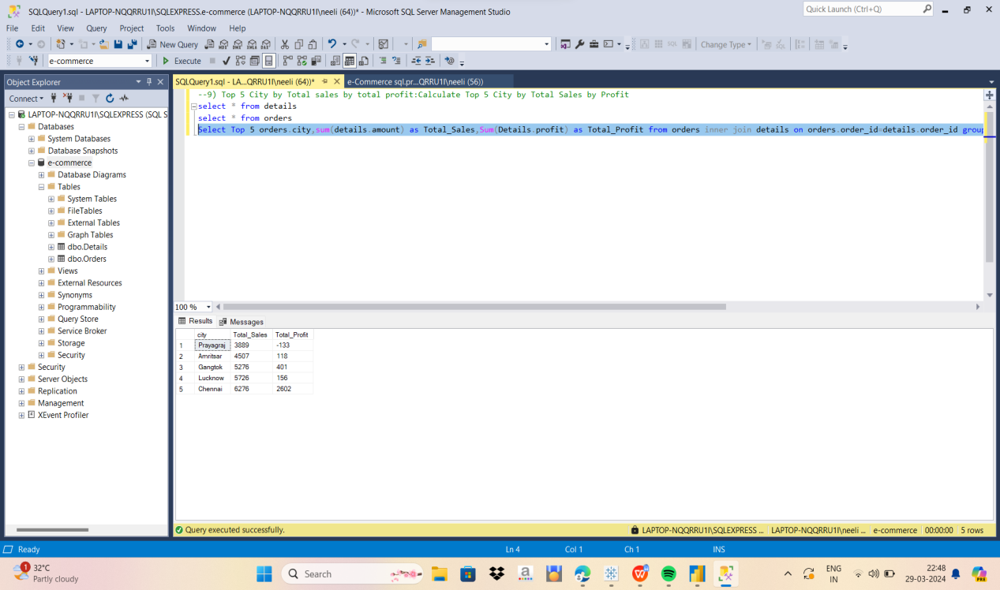 SQLQuery1.sql - LAPTOP-NQQRRU1I\SQLEXPRESS.e-commerce (LAPTOP-NQQRRU1I\neeli (64))* - Microsoft SQL Server Management Studio
Quick Launch (Ctrl+Q)
File Edit View Query Project Tools Window Help
New Query
Change Type
e-commerce
Execute
Object Explorer
SQLQuery1.sql - LA...QRRU1I\neeli (64))*
e-Commerce sql.pr...QRRU1I\neeli (56))
Connect
LAPTOP-NQQRRU1I\SQLEXPRESS (SQL S
Databases
System Databases
Database Snapshots
e-commerce
Database Diagrams
Tables
System Tables
FileTables
External Tables
Graph Tables
dbo.Details
dbo.Orders
Views
External Resources
Synonyms
Programmability
Query Store
Service Broker
Storage
Security
Security
Server Objects
Replication
Management
XEvent Profiler
--9) Top 5 City by Total sales by total profit:Calculate Top 5 City by Total Sales by Profit
select * from details
select * from orders
Select Top 5 orders.city,sum(details.amount) as Total_Sales,Sum(Details.profit) as Total_Profit from orders inner join details on orders.order_id=details.order_id group
100 %
Results Messages
city Total_Sales Total_Profit
1 Prayagraj 3889 -133
2 Amritsar 4507 118
3 Gangtok 5276 401
4 Lucknow 5726 156
5 Chennai 6276 2602
Query executed successfully.
LAPTOP-NQQRRU1I\SQLEXPRESS ... LAPTOP-NQQRRU1I\neeli ... e-commerce 00:00:00 5 rows
Ready Ln 4 Col 1 Ch 1 INS
1
32°C
Partly cloudy
Search
ENG
IN
22:48
29-03-2024
PRE